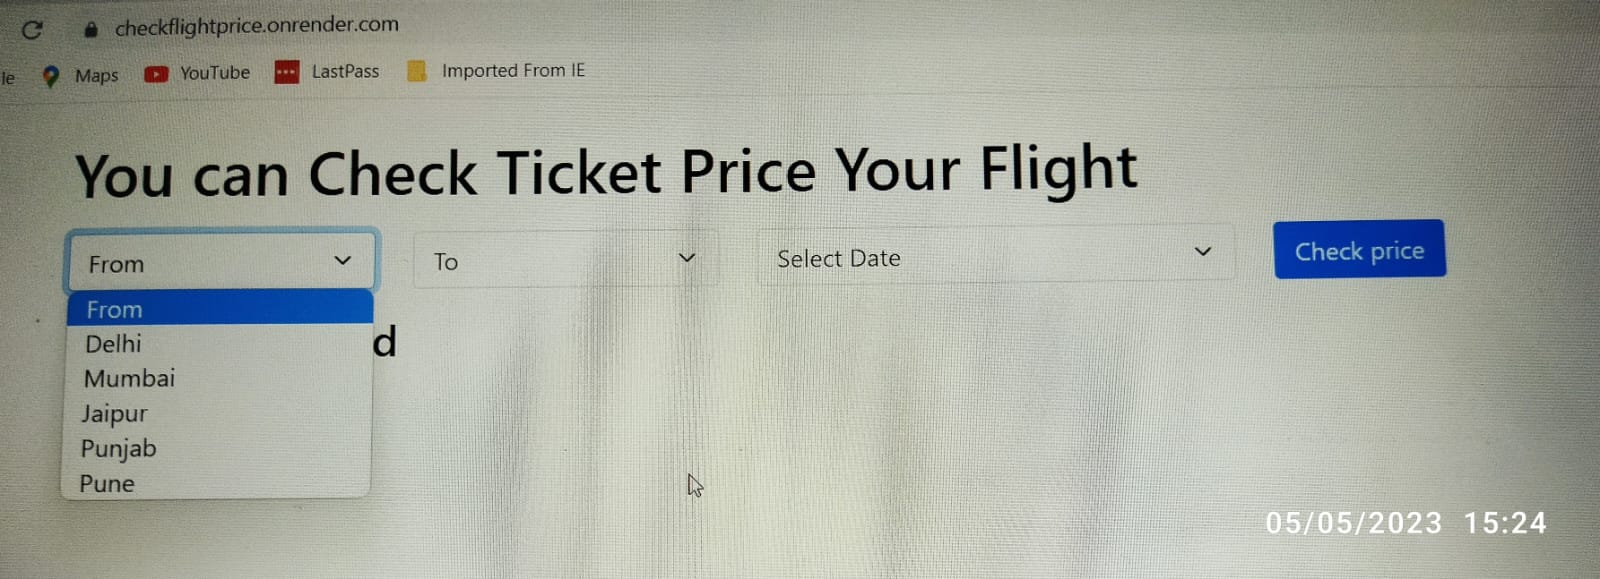 checkflightprice.onrender.com
le Maps YouTube LastPass Imported From IE
You can Check Ticket Price Your Flight
From To Select Date Check price
From
Delhi
d
Mumbai
Jaipur
Punjab
Pune
05/05/2023 15:24